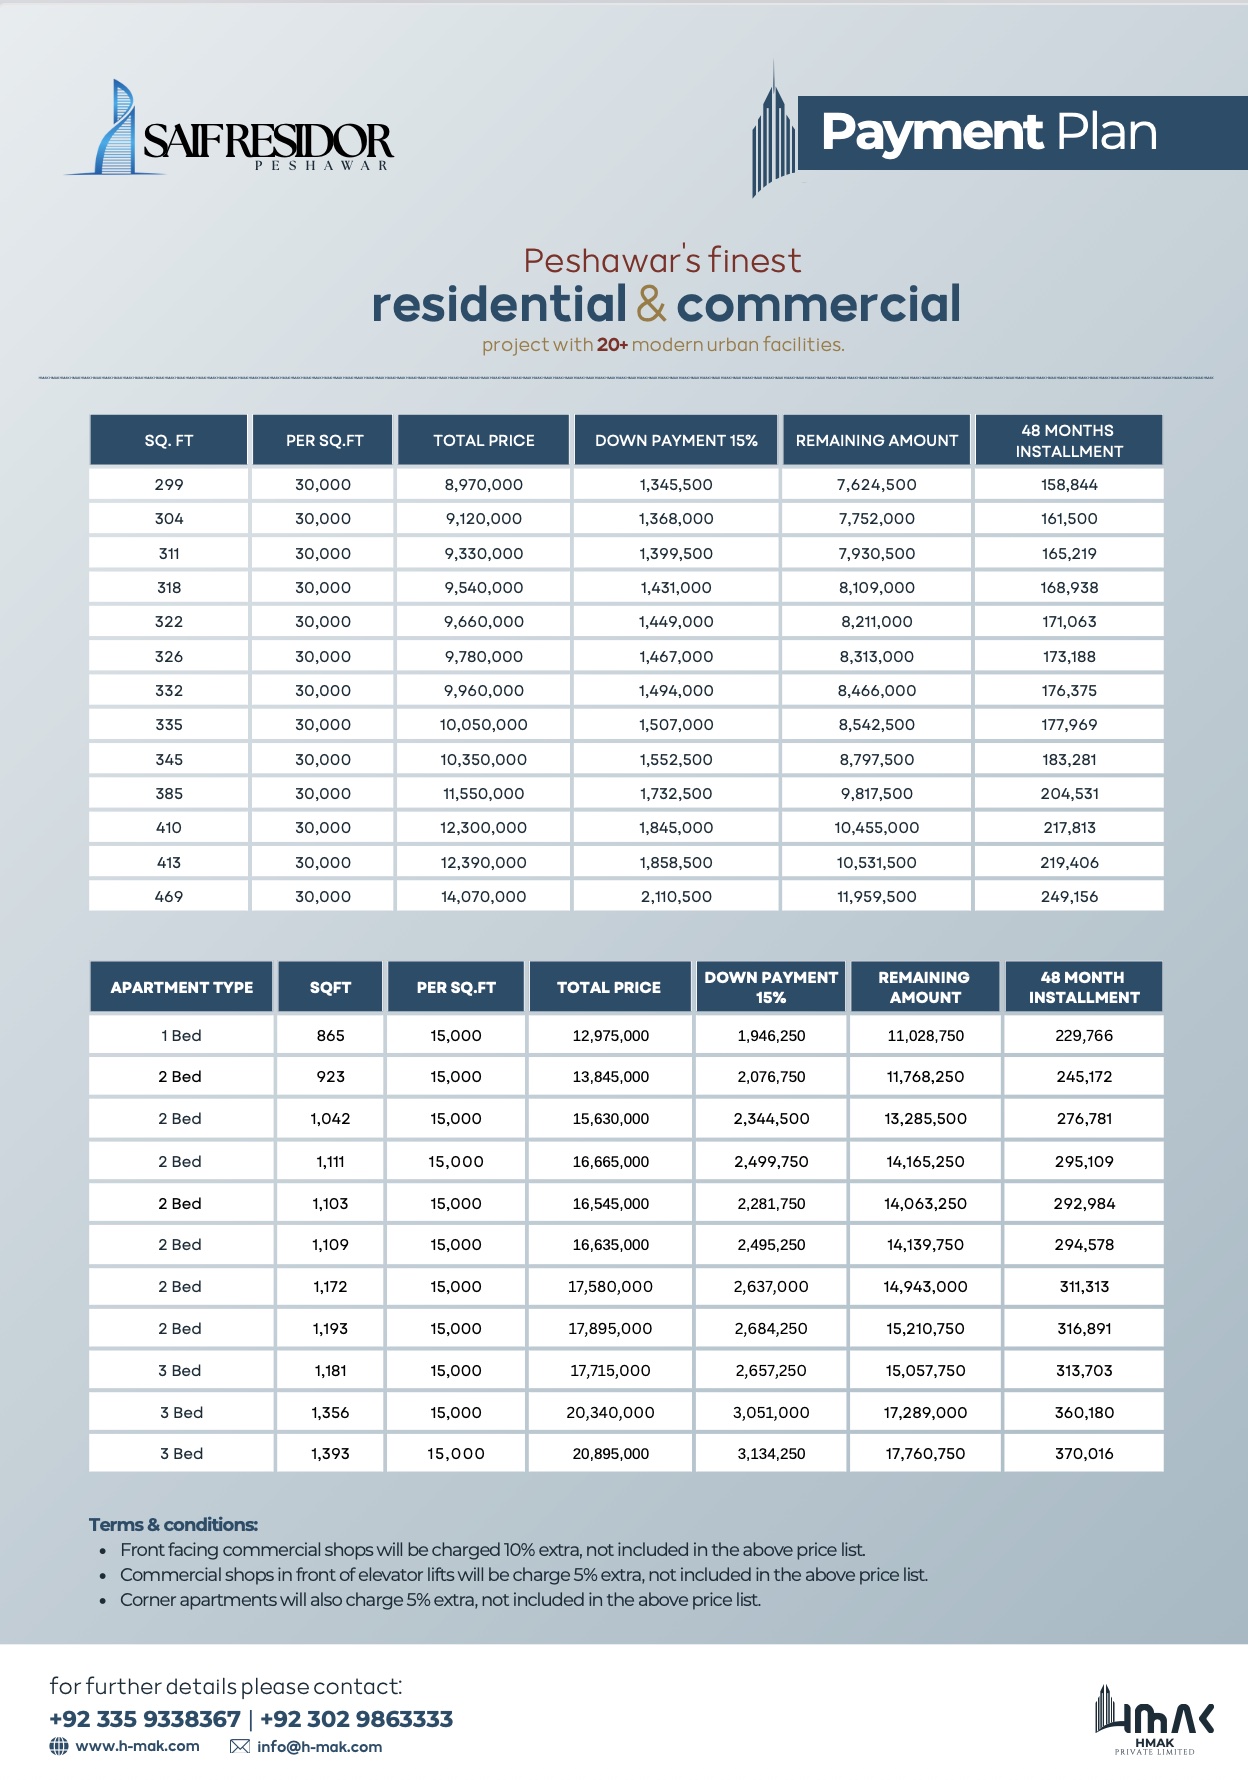 SAIF RESIDOR
PESHAWAR
Payment Plan
Peshawar's finest
residential & commercial
project with 20+ modern urban facilities.
SQ. FT PER SQ.FT TOTAL PRICE DOWN PAYMENT 15% REMAINING AMOUNT 48 MONTHS INSTALLMENT
299 30,000 8,970,000 1,345,500 7,624,500 158,844
304 30,000 9,120,000 1,368,000 7,752,000 161,500
311 30,000 9,330,000 1,399,500 7,930,500 165,219
318 30,000 9,540,000 1,431,000 8,109,000 168,938
322 30,000 9,660,000 1,449,000 8,211,000 171,063
326 30,000 9,780,000 1,467,000 8,313,000 173,188
332 30,000 9,960,000 1,494,000 8,466,000 176,375
335 30,000 10,050,000 1,507,000 8,542,500 177,969
345 30,000 10,350,000 1,552,500 8,797,500 183,281
385 30,000 11,550,000 1,732,500 9,817,500 204,531
410 30,000 12,300,000 1,845,000 10,455,000 217,813
413 30,000 12,390,000 1,858,500 10,531,500 219,406
469 30,000 14,070,000 2,110,500 11,959,500 249,156
APARTMENT TYPE SQFT PER SQ.FT TOTAL PRICE DOWN PAYMENT 15% REMAINING AMOUNT 48 MONTH INSTALLMENT
1 Bed 865 15,000 12,975,000 1,946,250 11,028,750 229,766
2 Bed 923 15,000 13,845,000 2,076,750 11,768,250 245,172
2 Bed 1,042 15,000 15,630,000 2,344,500 13,285,500 276,781
2 Bed 1,111 15,000 16,665,000 2,499,750 14,165,250 295,109
2 Bed 1,103 15,000 16,545,000 2,281,750 14,063,250 292,984
2 Bed 1,109 15,000 16,635,000 2,495,250 14,139,750 294,578
2 Bed 1,172 15,000 17,580,000 2,637,000 14,943,000 311,313
2 Bed 1,193 15,000 17,895,000 2,684,250 15,210,750 316,891
3 Bed 1,181 15,000 17,715,000 2,657,250 15,057,750 313,703
3 Bed 1,356 15,000 20,340,000 3,051,000 17,289,000 360,180
3 Bed 1,393 15,000 20,895,000 3,134,250 17,760,750 370,016
Terms & conditions:
• Front facing commercial shops will be charged 10% extra, not included in the above price list.
• Commercial shops in front of elevator lifts will be charge 5% extra, not included in the above price list.
• Corner apartments will also charge 5% extra, not included in the above price list.
for further details please contact:
+92 335 9338367 | +92 302 9863333
www.h-mak.com info@h-mak.com
HMAK
HMAK
PRIVATE LIMITED